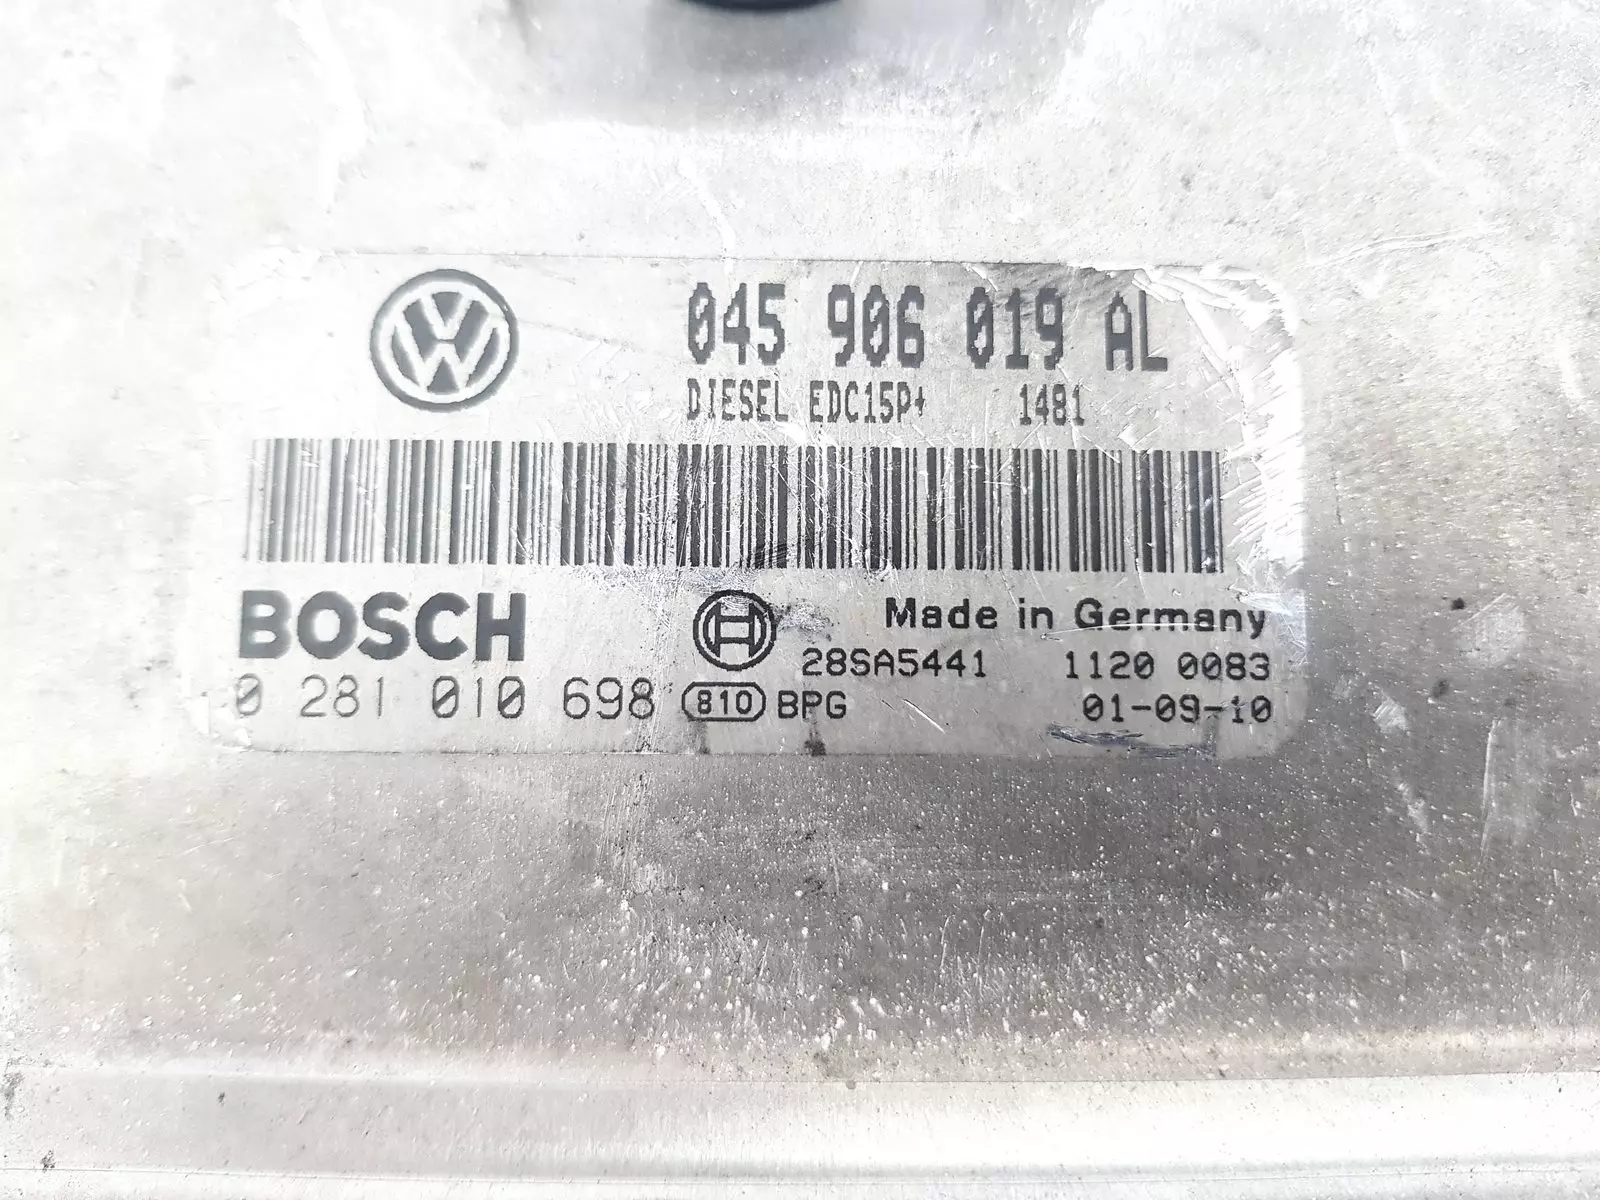 045 906 019 AL
DIESEL EDC15P+ 1481
BOSCH
Made in Germany
28SA5441 1120 0083
0 281 010 698 810 BPG 01-09-10